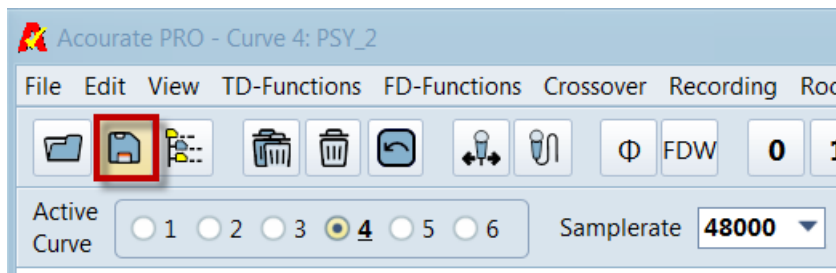 Acourate PRO - Curve 4: PSY_2
File Edit View TD-Functions FD-Functions Crossover Recording
Φ FDW 0
Active Curve 1 2 3 4 5 6 Samplerate 48000